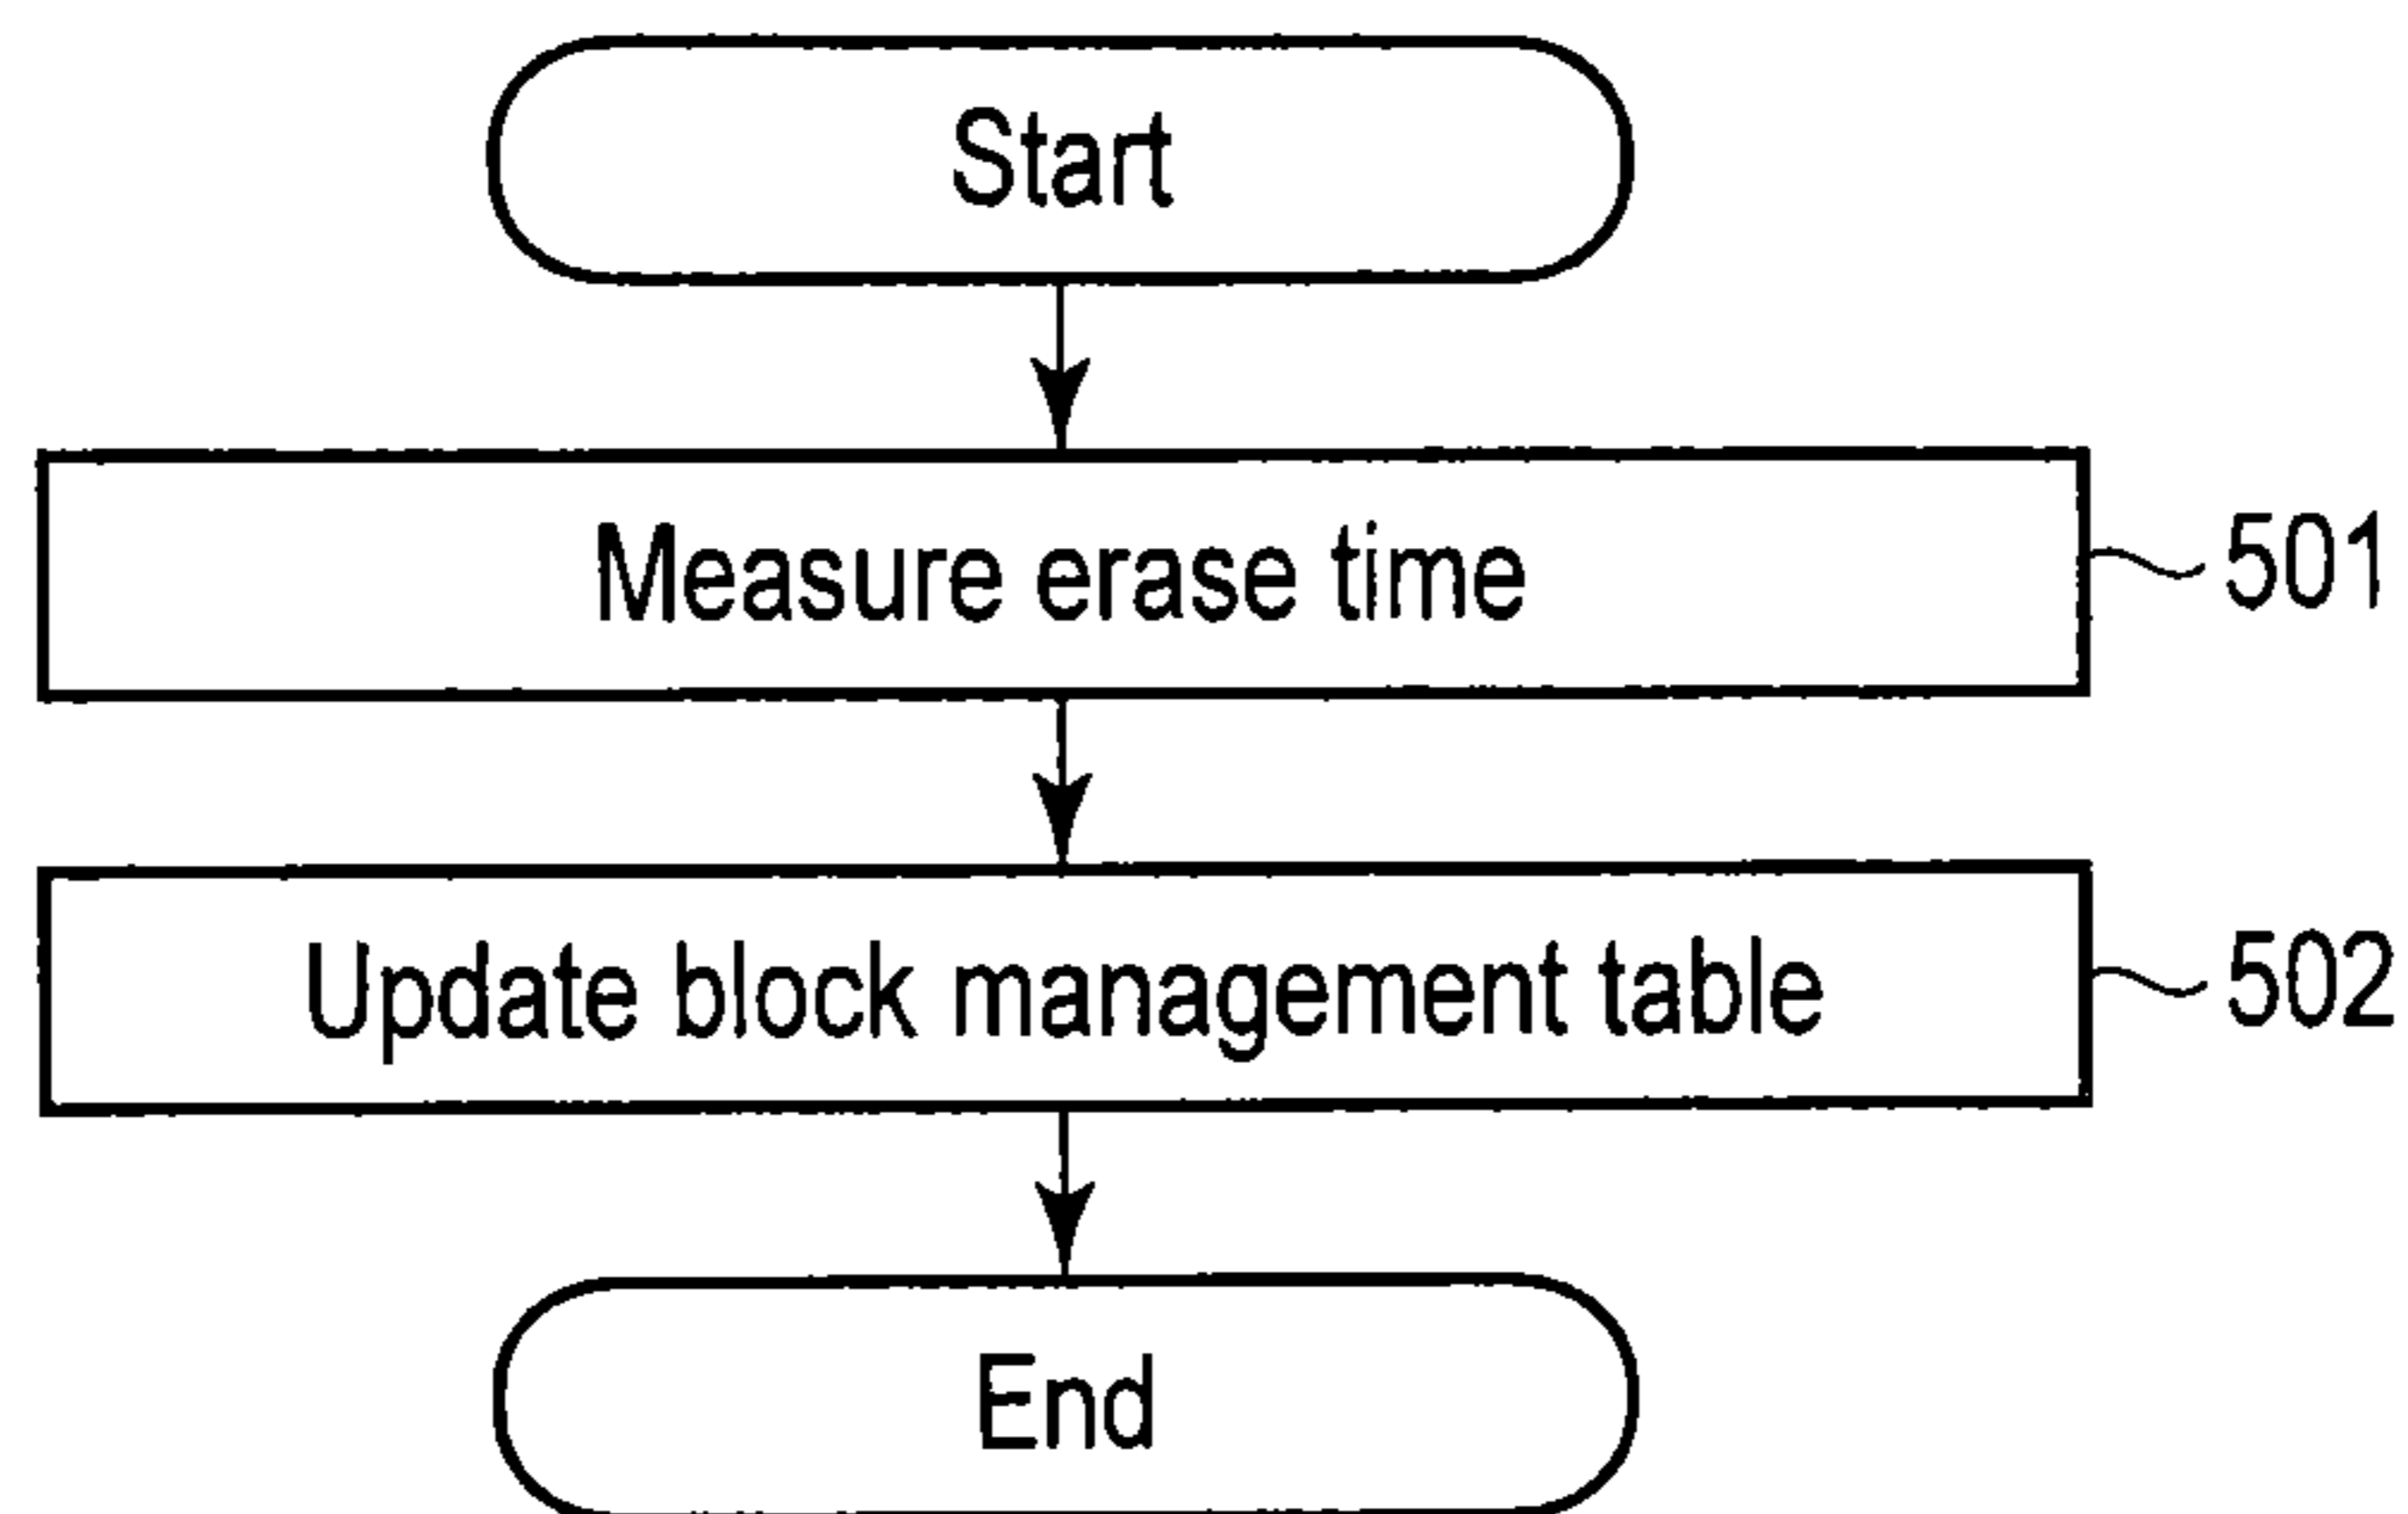 Start
Measure erase time
501
Update block management table
502
End